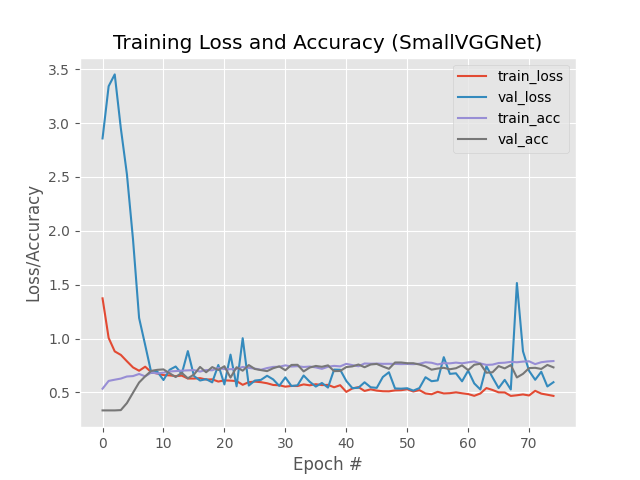 Training Loss and Accuracy (SmallVGGNet)
train_loss
val_loss
train_acc
val_acc
3.5
3.0
2.5
2.0
1.5
1.0
0.5
Loss/Accuracy
0 10 20 30 40 50 60 70
Epoch #